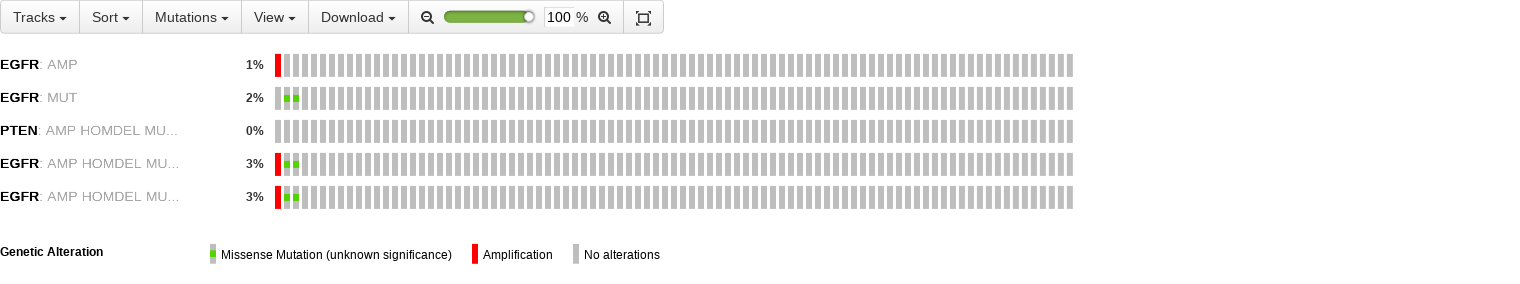 Tracks Sort Mutations View Download 100 %
EGFR: AMP 1%
EGFR: MUT 2%
PTEN: AMP HOMDEL MU... 0%
EGFR: AMP HOMDEL MU... 3%
EGFR: AMP HOMDEL MU... 3%
Genetic Alteration Missense Mutation (unknown significance) Amplification No alterations